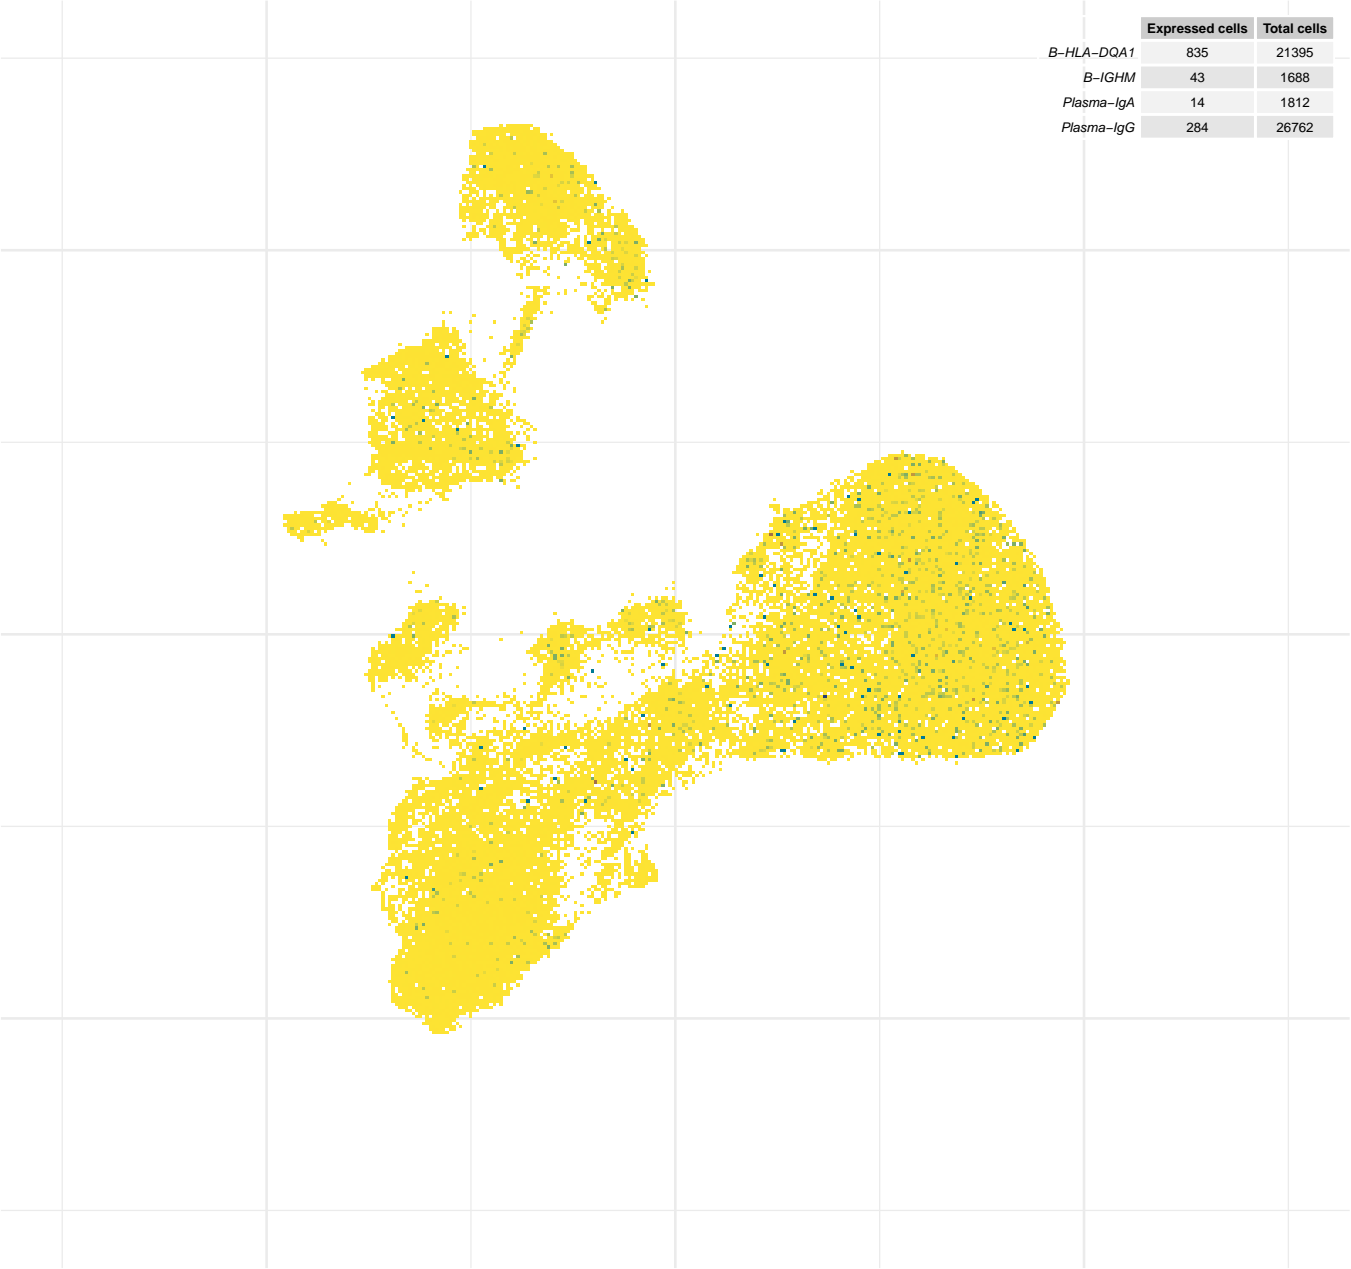 Expressed cells Total cells
B−HLA−DQA1 835 21395
B−IGHM 43 1688
Plasma−IgA 14 1812
Plasma−IgG 284 26762